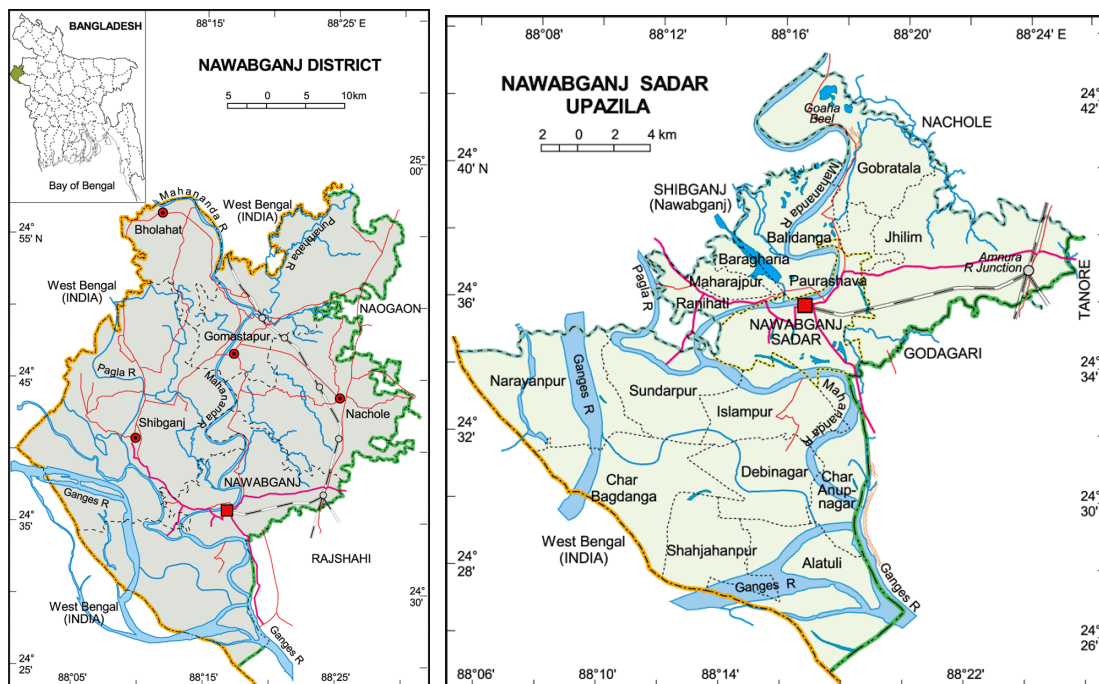 88°15'
88°25' E
BANGLADESH
Bay of Bengal
NAWABGANJ DISTRICT
5 0 5 10km
25°
00'
24°
55' N
Mahananda R
West Bengal
(INDIA)
Bholahat
Punarbhaba R
West Bengal
(INDIA)
NAOGAON
Gomastapur
Pagla R
24°
45'
Mahananda R
Nachole
Shibganj
24°
40'
NAWABGANJ
Ganges R
24°
35'
RAJSHAHI
West Bengal
(INDIA)
24°
30'
Ganges R
24°
25'
88°05'
88°15'
88°25'
88°08'
88°12'
88°16'
88°20'
88°24' E
NAWABGANJ SADAR
UPAZILA
2 0 2 4 km
24°
42'
Goaha
Beel
NACHOLE
24°
40' N
Gobratala
SHIBGANJ
(Nawabganj)
Mahananda R
Balidanga
Jhilim
Baragharia
Amnura
R Junction
Pagla R
Maharajpur
Paurashava
TANORE
24°
36'
Ranihati
NAWABGANJ
SADAR
GODAGARI
24°
34'
Narayanpur
Ganges R
Sundarpur
Islampur
Mahananda R
24°
32'
Debinagar
Char
Bagdanga
Char
Anup-
nagar
24°
30'
West Bengal
(INDIA)
Shahjahanpur
24°
28'
Alatuli
Ganges R
Ganges R
24°
26'
88°06'
88°10'
88°14'
88°22'